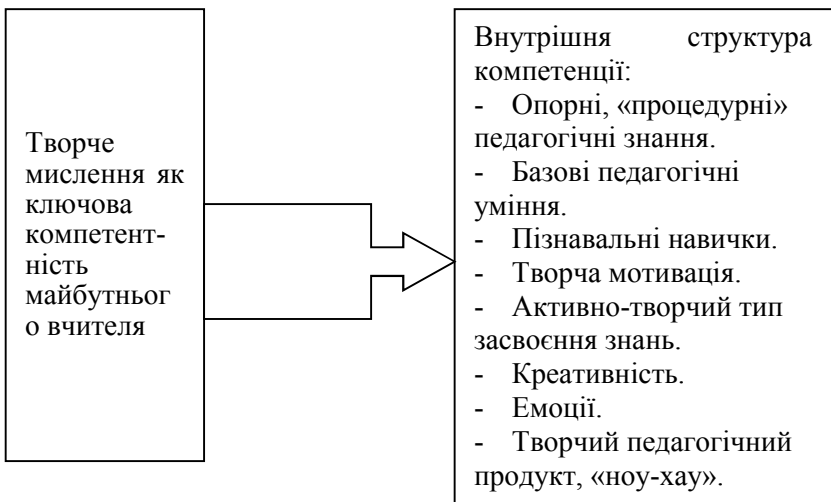 Творче
мислення як
ключова
компетент-
ність
майбутньог
о вчителя
Внутрішня структура
компетенції:
- Опорні, «процедурні»
педагогічні знання.
- Базові педагогічні
уміння.
- Пізнавальні навички.
- Творча мотивація.
- Активно-творчий тип
засвоєння знань.
- Креативність.
- Емоції.
- Творчий педагогічний
продукт, «ноу-хау».